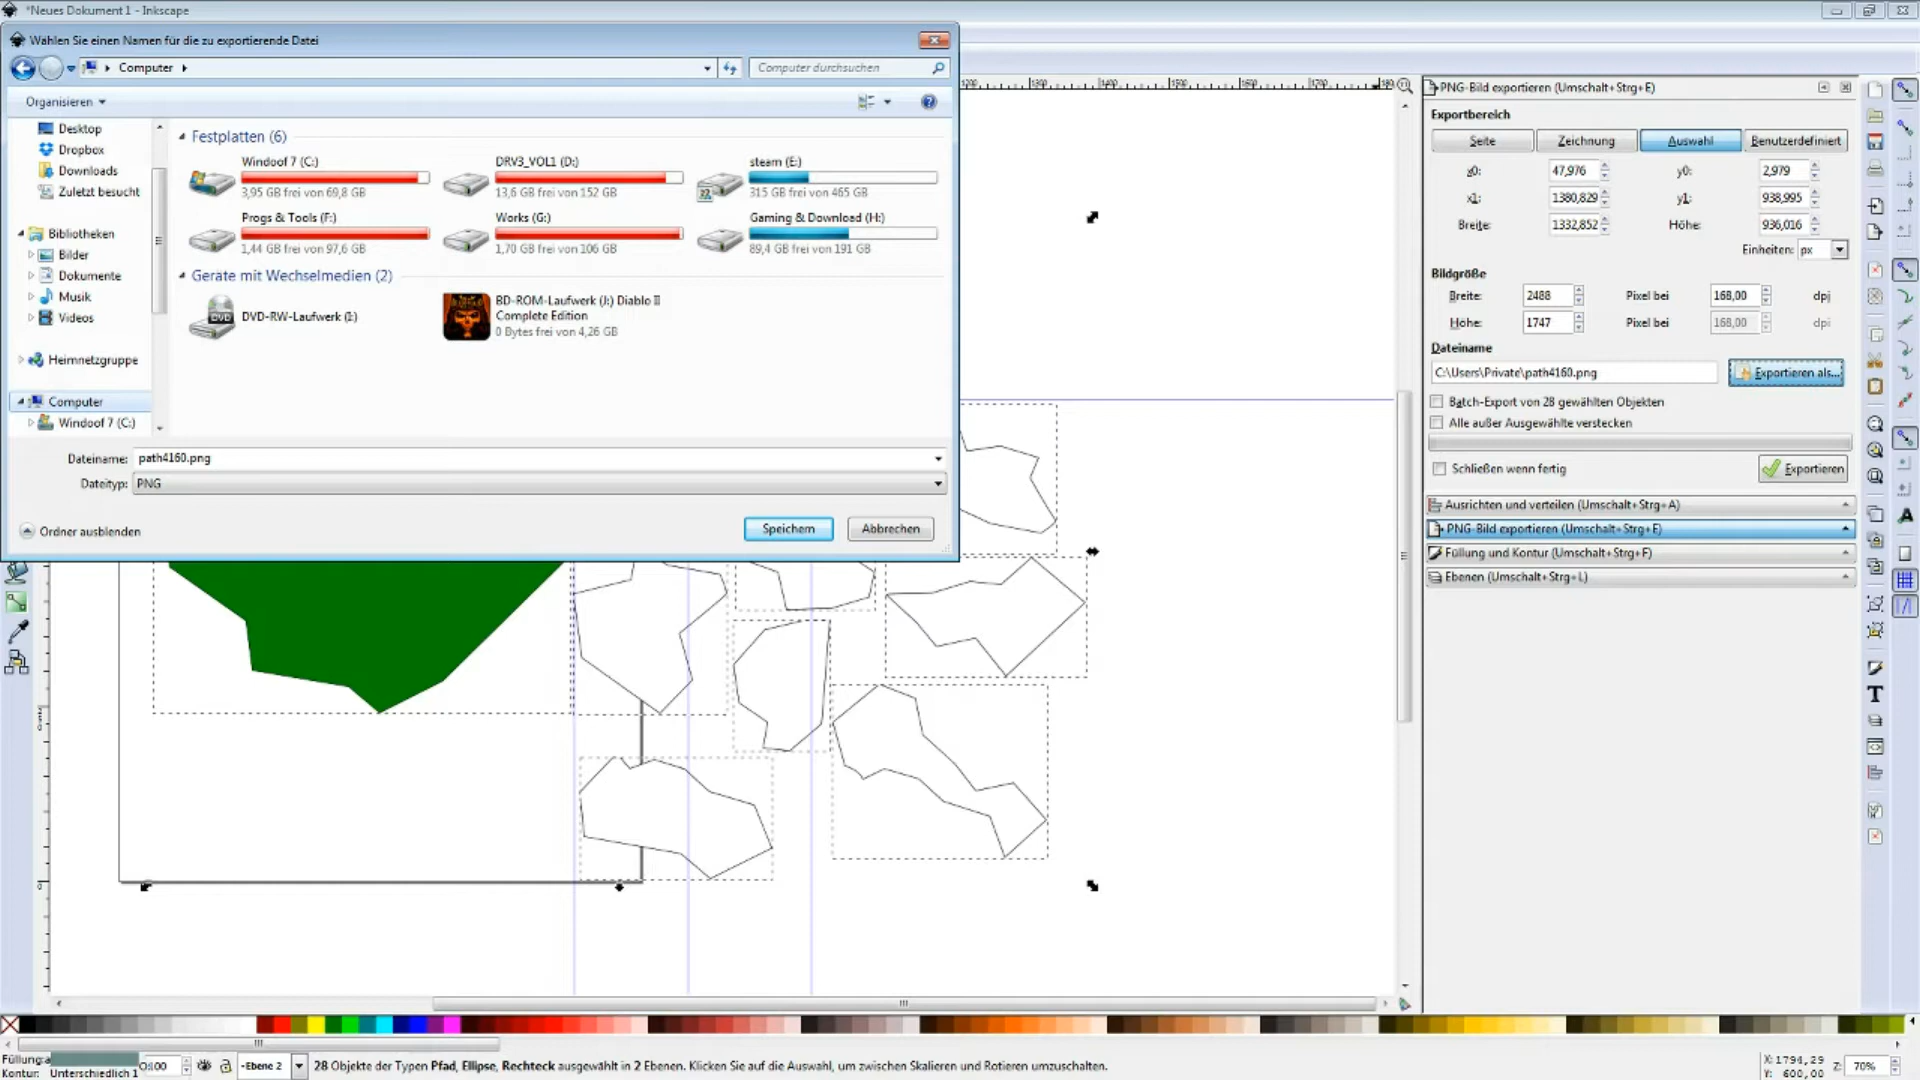 *Neues Dokument 1 - Inkscape
Wählen Sie einen Namen für die zu exportierende Datei
Computer
Computer durchsuchen
Organisieren
Desktop
Dropbox
Downloads
Zuletzt besucht
Bibliotheken
Bilder
Dokumente
Musik
Videos
Heimnetzgruppe
Computer
Windoof 7 (C:)
Festplatten (6)
Windoof 7 (C:)
3,95 GB frei von 69,8 GB
DRV3_VOL1 (D:)
13,6 GB frei von 152 GB
steam (E:)
315 GB frei von 465 GB
Progs & Tools (F:)
1,44 GB frei von 97,6 GB
Works (G:)
1,70 GB frei von 106 GB
Gaming & Download (H:)
89,4 GB frei von 191 GB
Geräte mit Wechselmedien (2)
DVD
DVD-RW-Laufwerk (I:)
BD-ROM-Laufwerk (J:) Diablo II
Complete Edition
0 Bytes frei von 4,26 GB
Dateiname: path4160.png
Dateityp: PNG
Ordner ausblenden
Speichern
Abbrechen
1200 1300 1400 1500 1600 1700
PNG-Bild exportieren (Umschalt+Strg+E)
Exportbereich
Seite Zeichnung Auswahl Benutzerdefiniert
x0: 47,976 y0: 2,979
x1: 1380,829 y1: 938,995
Breite: 1332,852 Höhe: 936,016
Einheiten: px
Bildgröße
Breite: 2488 Pixel bei 168,00 dpi
Höhe: 1747 Pixel bei 168,00 dpi
Dateiname
C:\Users\Private\path4160.png Exportieren als...
Batch-Export von 28 gewählten Objekten
Alle außer Ausgewählte verstecken
Schließen wenn fertig Exportieren
Ausrichten und verteilen (Umschalt+Strg+A)
PNG-Bild exportieren (Umschalt+Strg+E)
Füllung und Kontur (Umschalt+Strg+F)
Ebenen (Umschalt+Strg+L)
Füllung:
Kontur: Unterschiedlich 1
-Ebene 2
28 Objekte der Typen Pfad, Ellipse, Rechteck ausgewählt in 2 Ebenen. Klicken Sie auf die Auswahl, um zwischen Skalieren und Rotieren umzuschalten.
X: 1794,29
Y: 600,00
Z: 70%